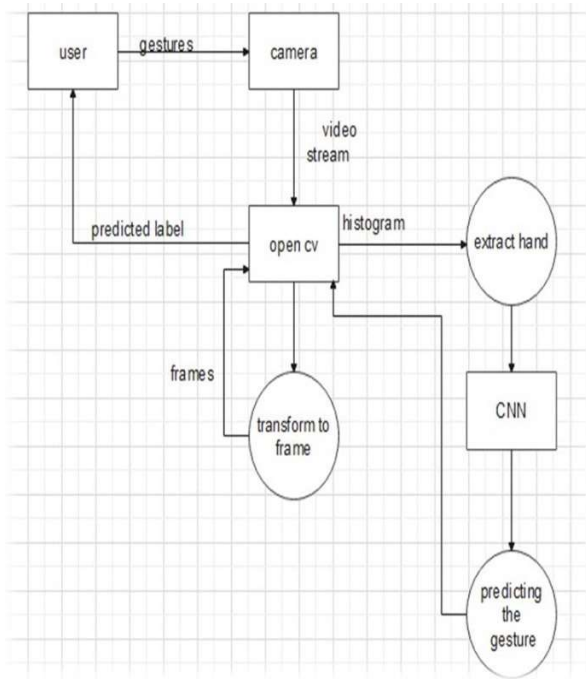 user
gestures
camera
video
stream
predicted label
open cv
histogram
extract hand
frames
transform to
frame
CNN
predicting
the
gesture